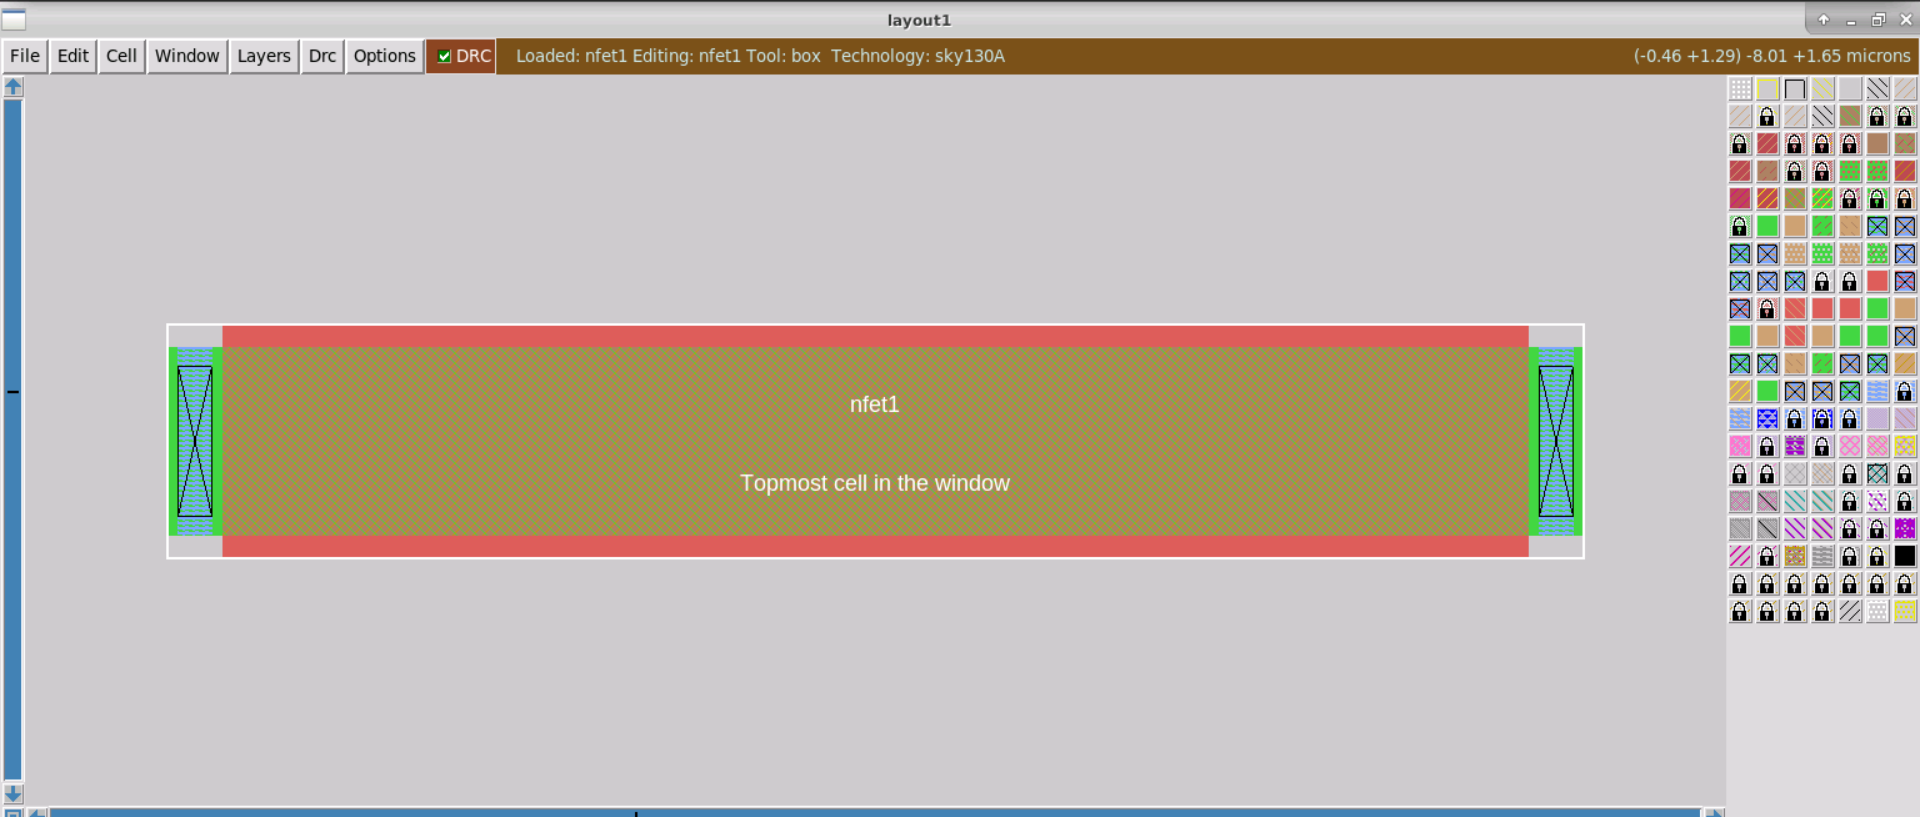 layout1
File Edit Cell Window Layers Drc Options DRC Loaded: nfet1 Editing: nfet1 Tool: box Technology: sky130A (-0.46 +1.29) -8.01 +1.65 microns
nfet1
Topmost cell in the window